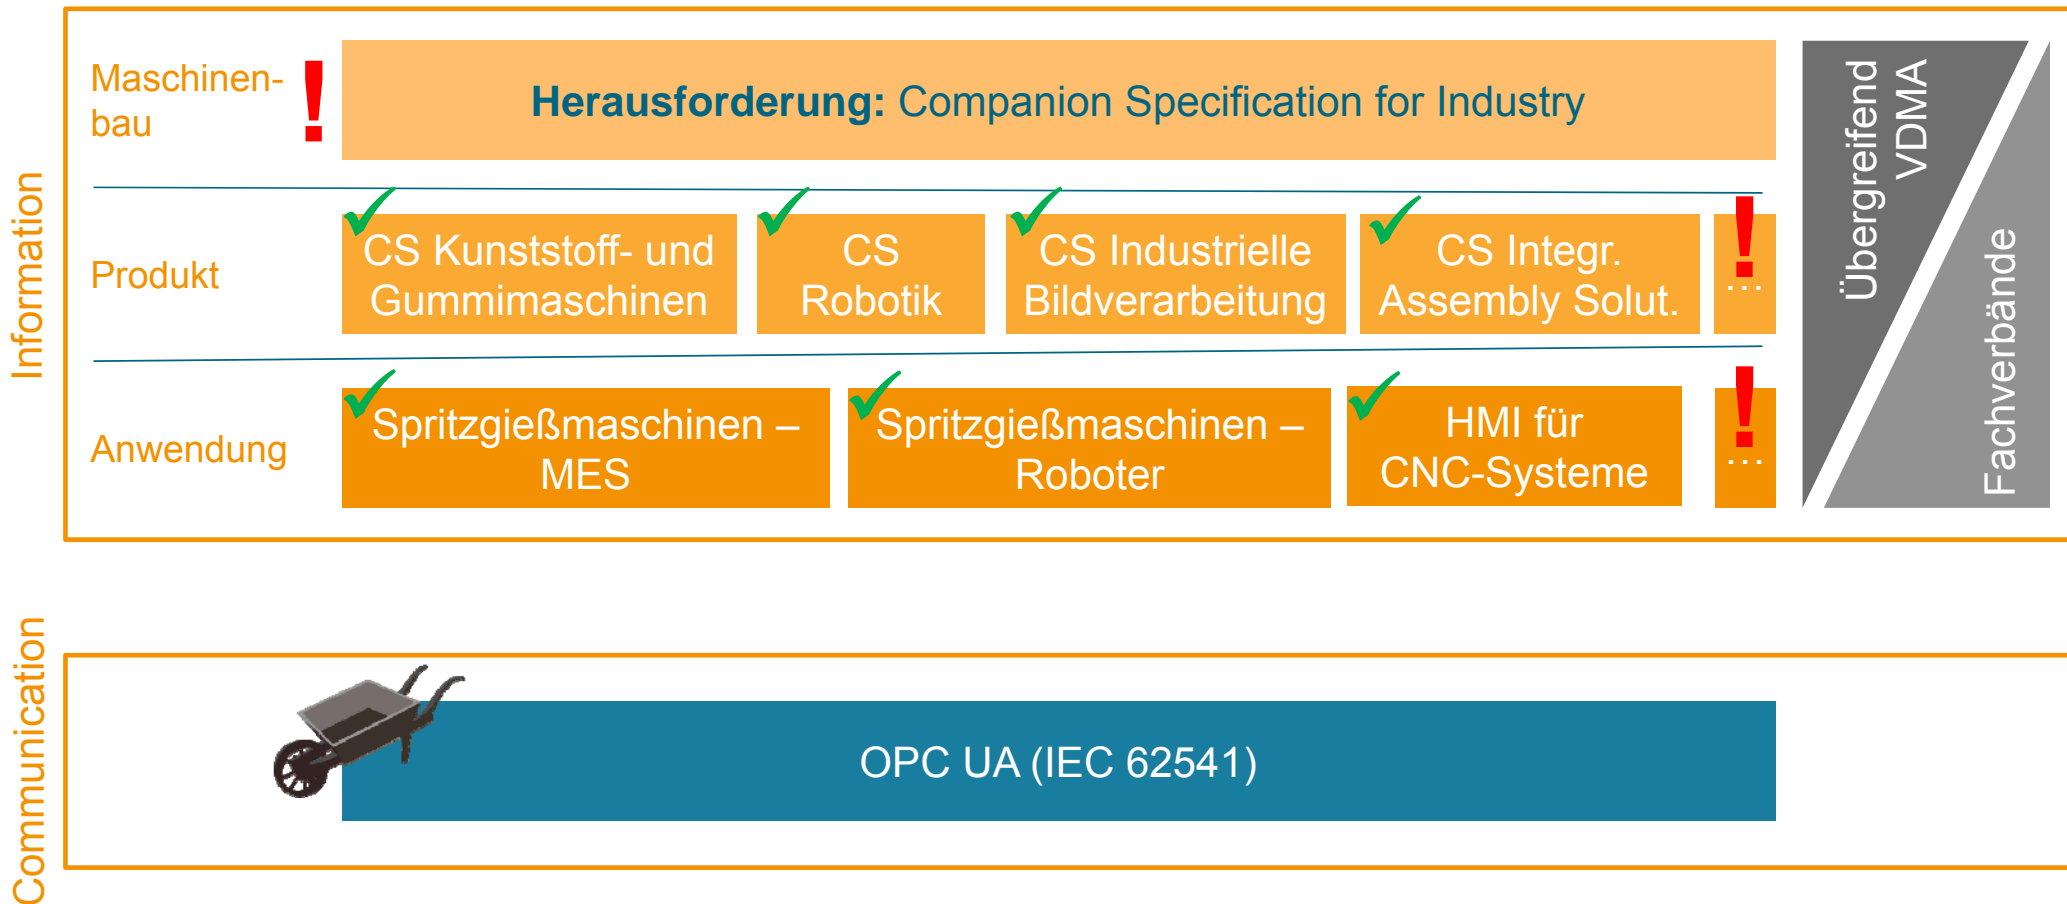 Information
Maschinen-
bau
!
Herausforderung: Companion Specification for Industry
Produkt
CS Kunststoff- und
Gummimaschinen
CS
Robotik
CS Industrielle
Bildverarbeitung
CS Integr.
Assembly Solut.
!
...
Anwendung
Spritzgießmaschinen –
MES
Spritzgießmaschinen –
Roboter
HMI für
CNC-Systeme
!
...
Übergreifend
VDMA
Fachverbände
Communication
OPC UA (IEC 62541)